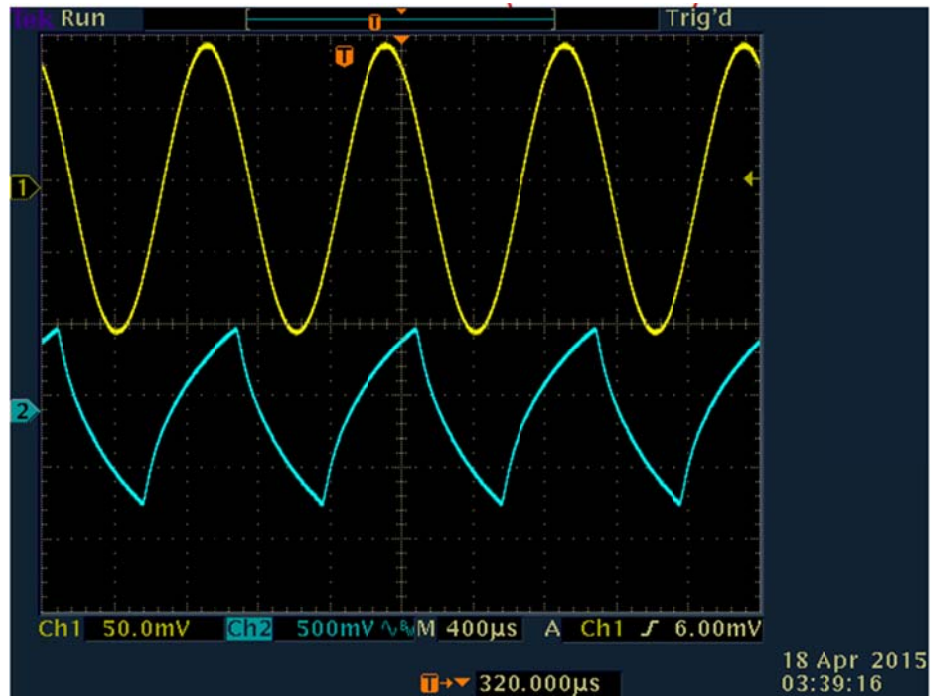 Tek Run Trig'd
T
T
1
2
Ch1 50.0mV Ch2 500mV∿BW M 400μs A Ch1 ƒ 6.00mV
T→▼ 320.000μs
18 Apr 2015
03:39:16